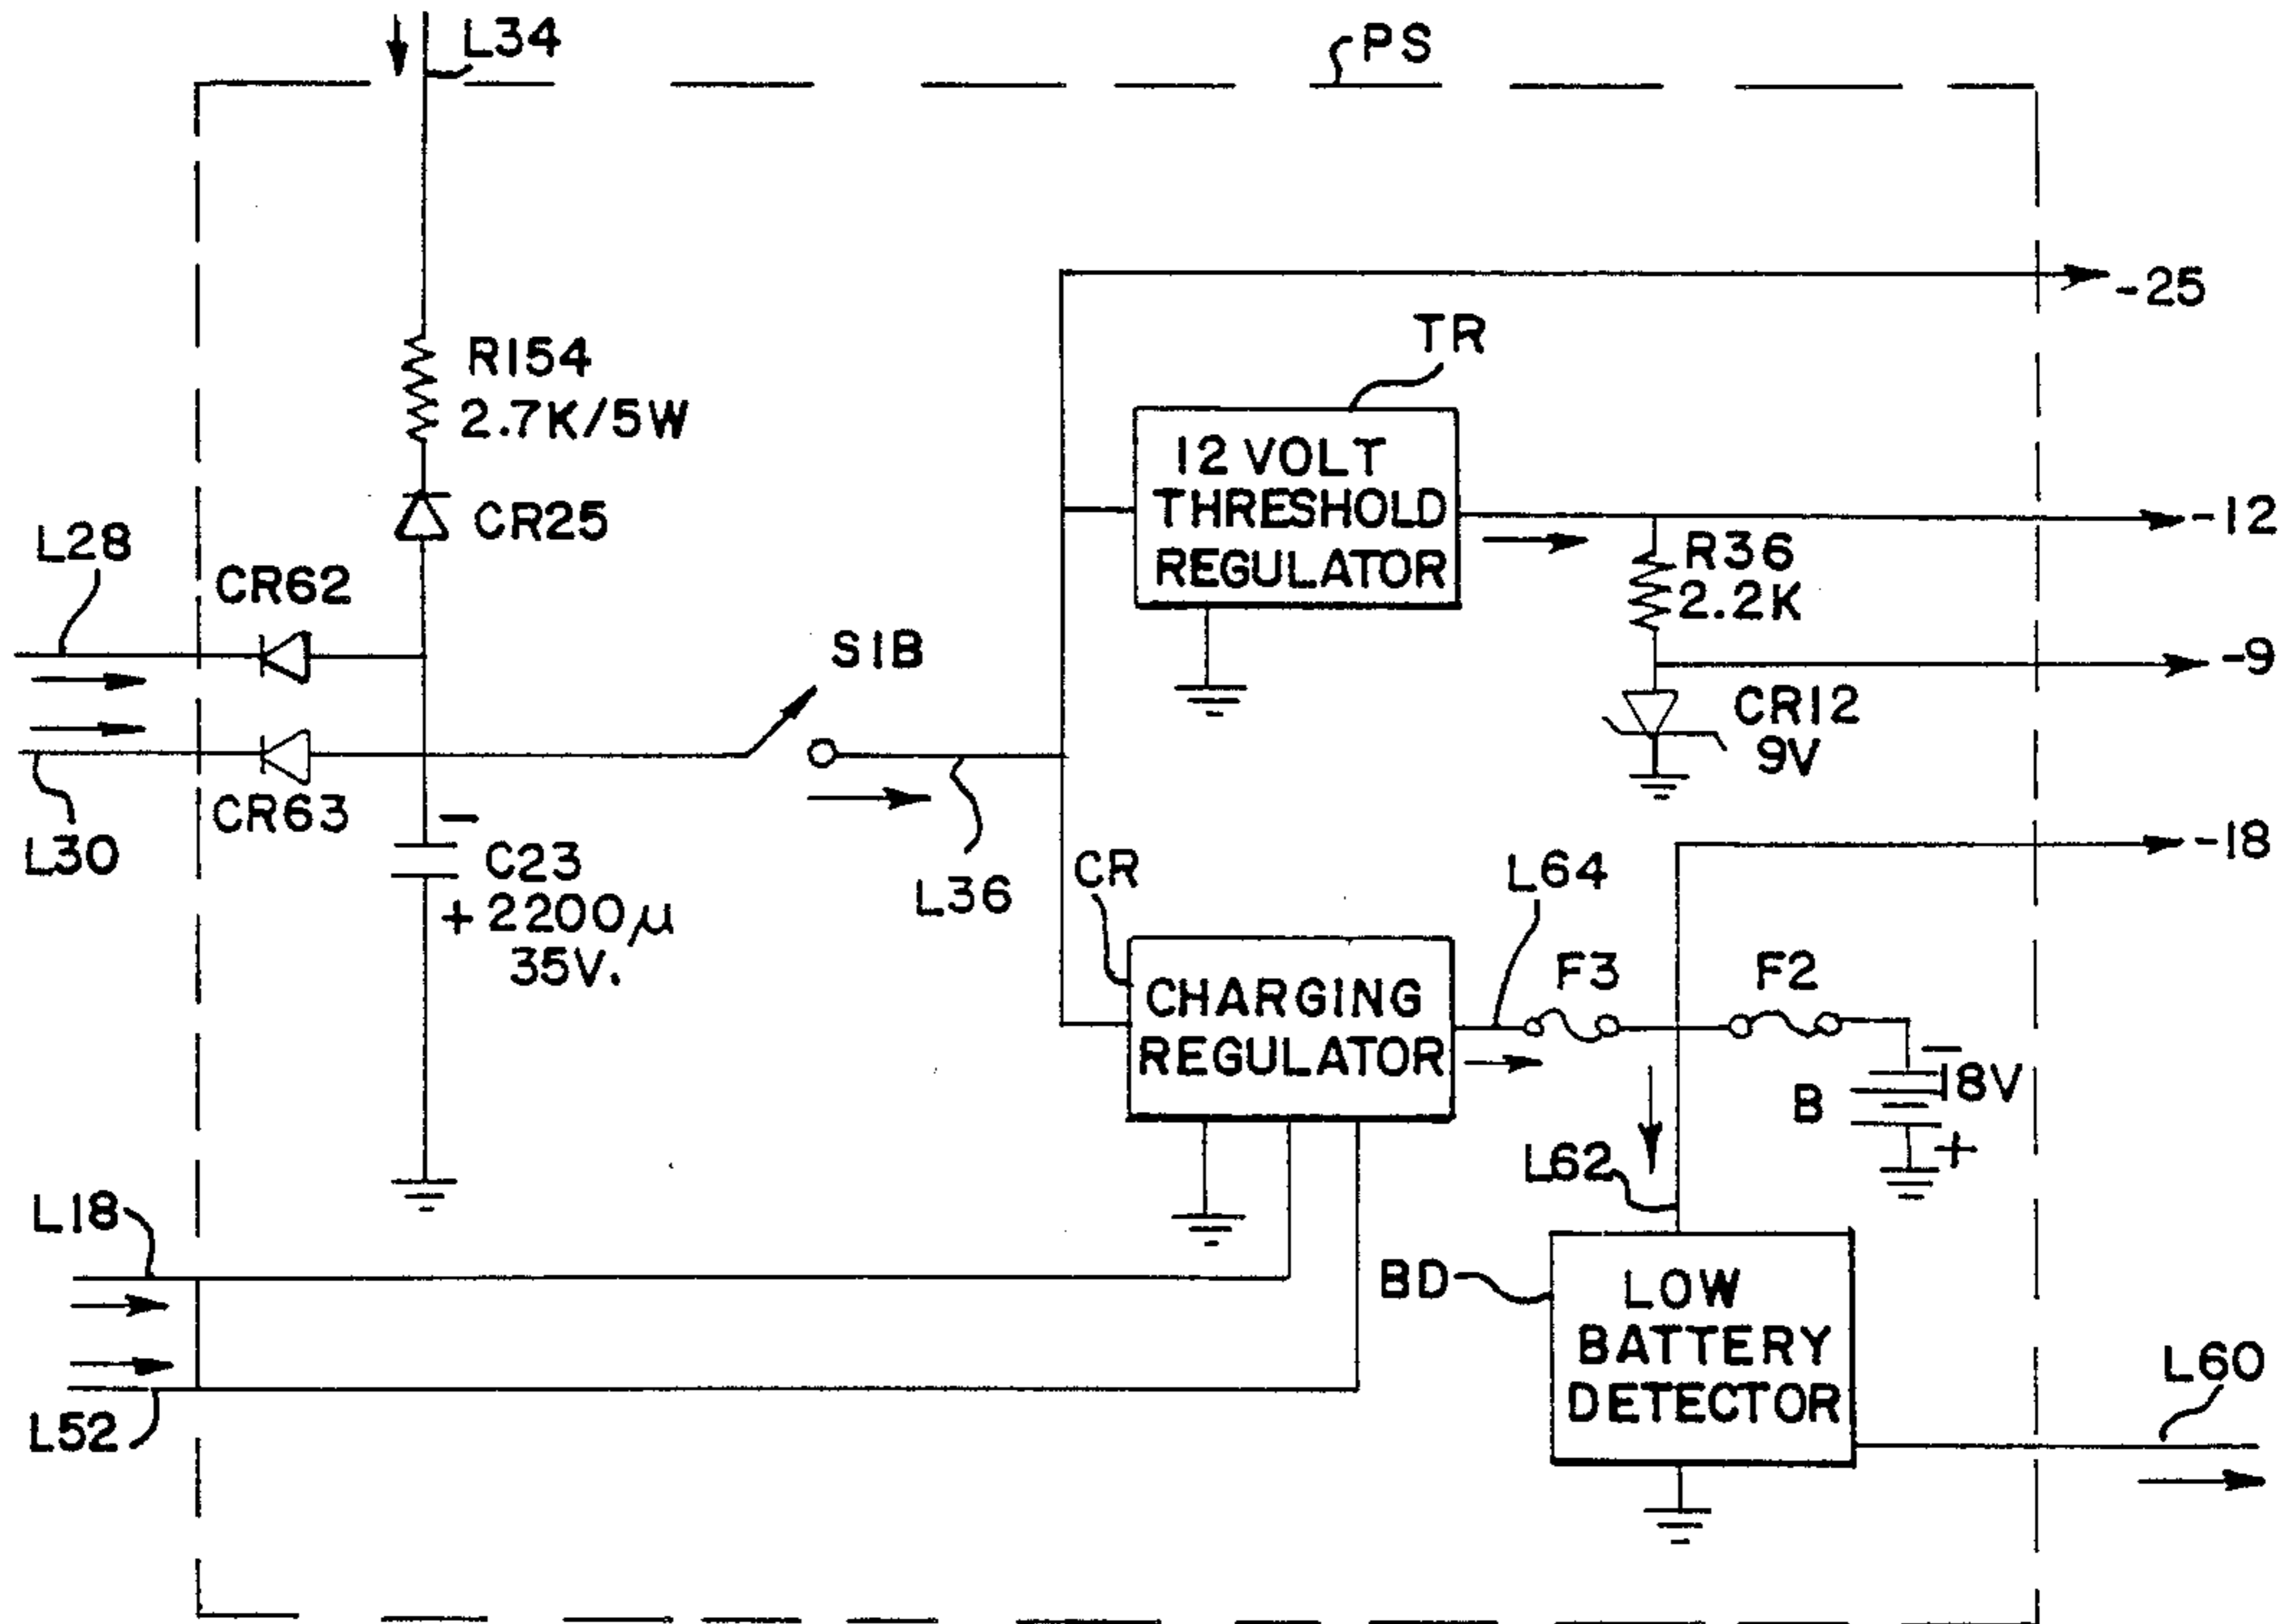 L34
PS
-25
TR
R154
2.7K/5W
12 VOLT
THRESHOLD
REGULATOR
CR25
-12
L28
CR62
R36
2.2K
S1B
-9
CR12
9V
CR63
L30
-
C23
+2200μ
35V.
L36
CR
L64
-18
F3
F2
CHARGING
REGULATOR
-
18V
B
+
L62
L18
BD
LOW
BATTERY
DETECTOR
L60
L52